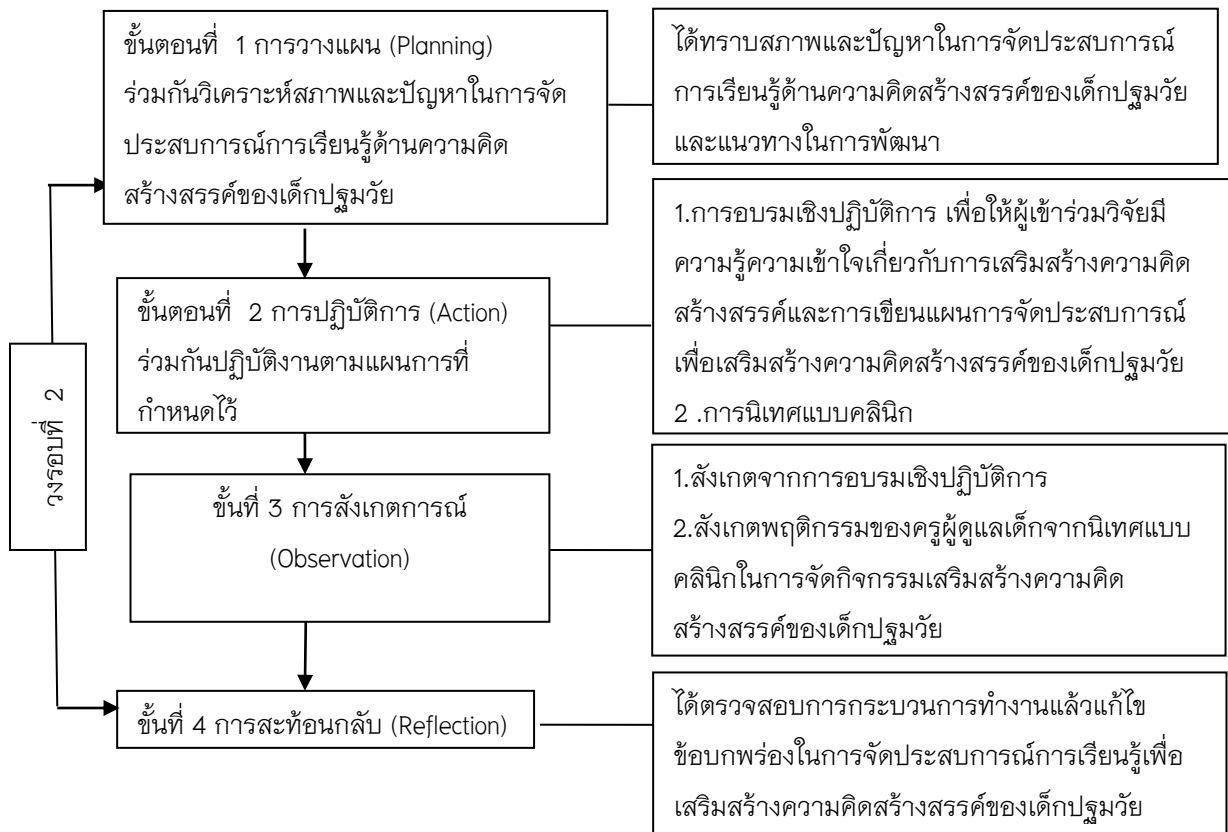 ขั้นตอนที่ 1 การวางแผน (Planning)
ร่วมกันวิเคราะห์สภาพและปัญหาในการจัด
ประสบการณ์การเรียนรู้ด้านความคิด
สร้างสรรค์ของเด็กปฐมวัย
ได้ทราบสภาพและปัญหาในการจัดประสบการณ์
การเรียนรู้ด้านความคิดสร้างสรรค์ของเด็กปฐมวัย
และแนวทางในการพัฒนา
ขั้นตอนที่ 2 การปฏิบัติการ (Action)
ร่วมกันปฏิบัติงานตามแผนการที่
กำหนดไว้
1.การอบรมเชิงปฏิบัติการ เพื่อให้ผู้เข้าร่วมวิจัยมี
ความรู้ความเข้าใจเกี่ยวกับการเสริมสร้างความคิด
สร้างสรรค์และการเขียนแผนการจัดประสบการณ์
เพื่อเสริมสร้างความคิดสร้างสรรค์ของเด็กปฐมวัย
2 .การนิเทศแบบคลินิก
วงรอบที่ 2
ขั้นที่ 3 การสังเกตการณ์
(Observation)
1.สังเกตจากการอบรมเชิงปฏิบัติการ
2.สังเกตพฤติกรรมของครูผู้ดูแลเด็กจากนิเทศแบบ
คลินิกในการจัดกิจกรรมเสริมสร้างความคิด
สร้างสรรค์ของเด็กปฐมวัย
ขั้นที่ 4 การสะท้อนกลับ (Reflection)
ได้ตรวจสอบการกระบวนการทำงานแล้วแก้ไข
ข้อบกพร่องในการจัดประสบการณ์การเรียนรู้เพื่อ
เสริมสร้างความคิดสร้างสรรค์ของเด็กปฐมวัย